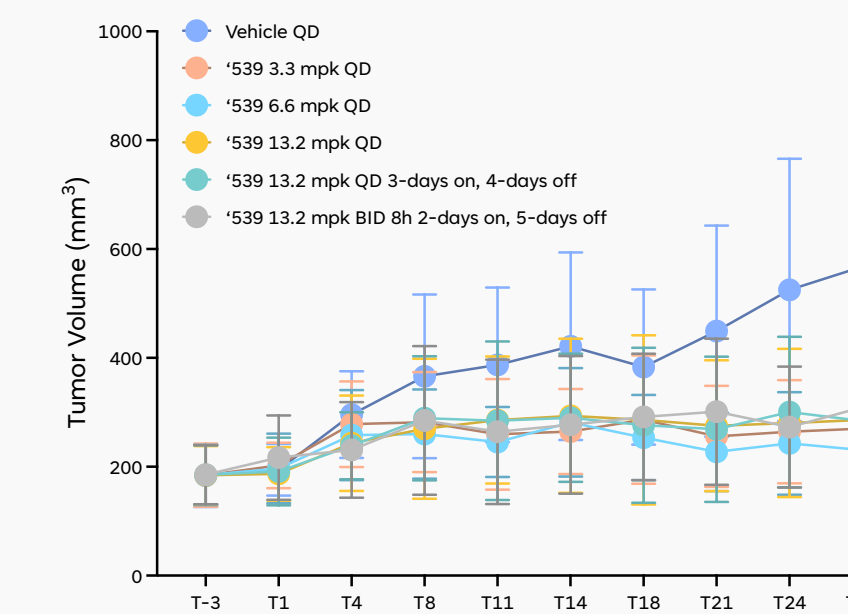 1000
800
600
400
200
0
Tumor Volume (mm³)
Vehicle QD
‘539 3.3 mpk QD
‘539 6.6 mpk QD
‘539 13.2 mpk QD
‘539 13.2 mpk QD 3-days on, 4-days off
‘539 13.2 mpk BID 8h 2-days on, 5-days off
T-3 T1 T4 T8 T11 T14 T18 T21 T24